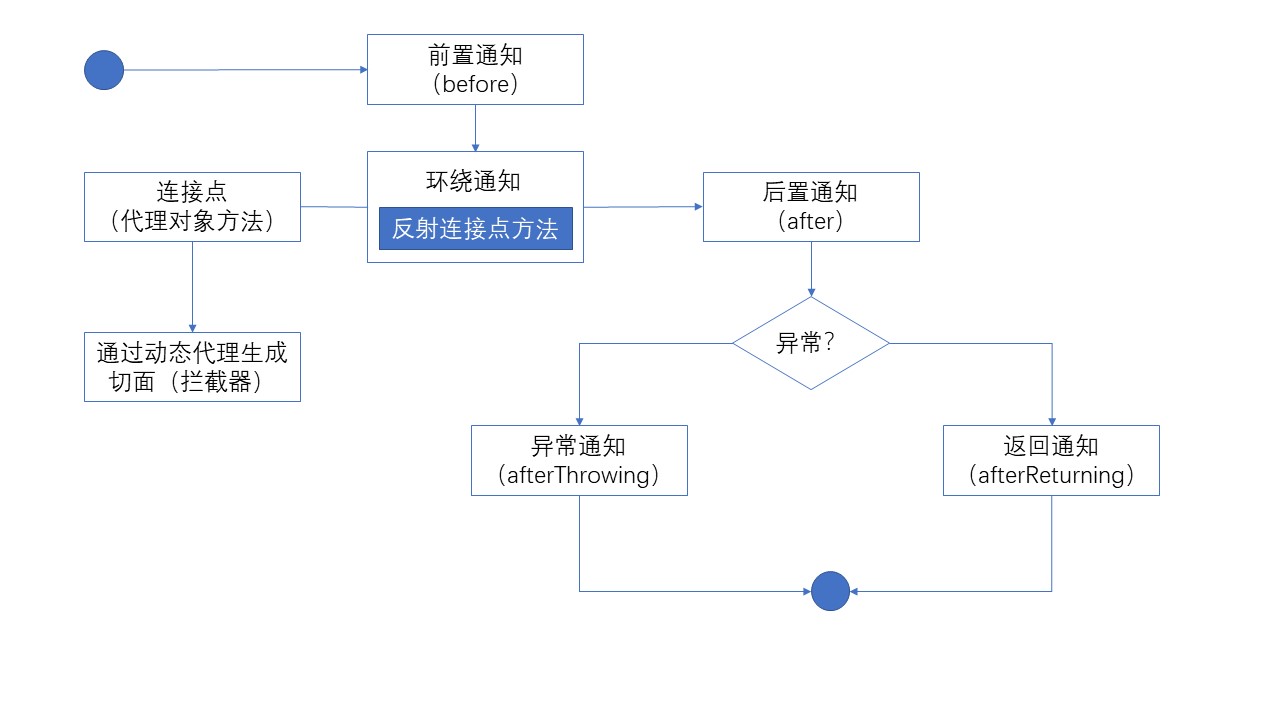 前置通知
（before）
环绕通知
反射连接点方法
连接点
（代理对象方法）
后置通知
（after）
通过动态代理生成
切面（拦截器）
异常？
异常通知
（afterThrowing）
返回通知
（afterReturning）